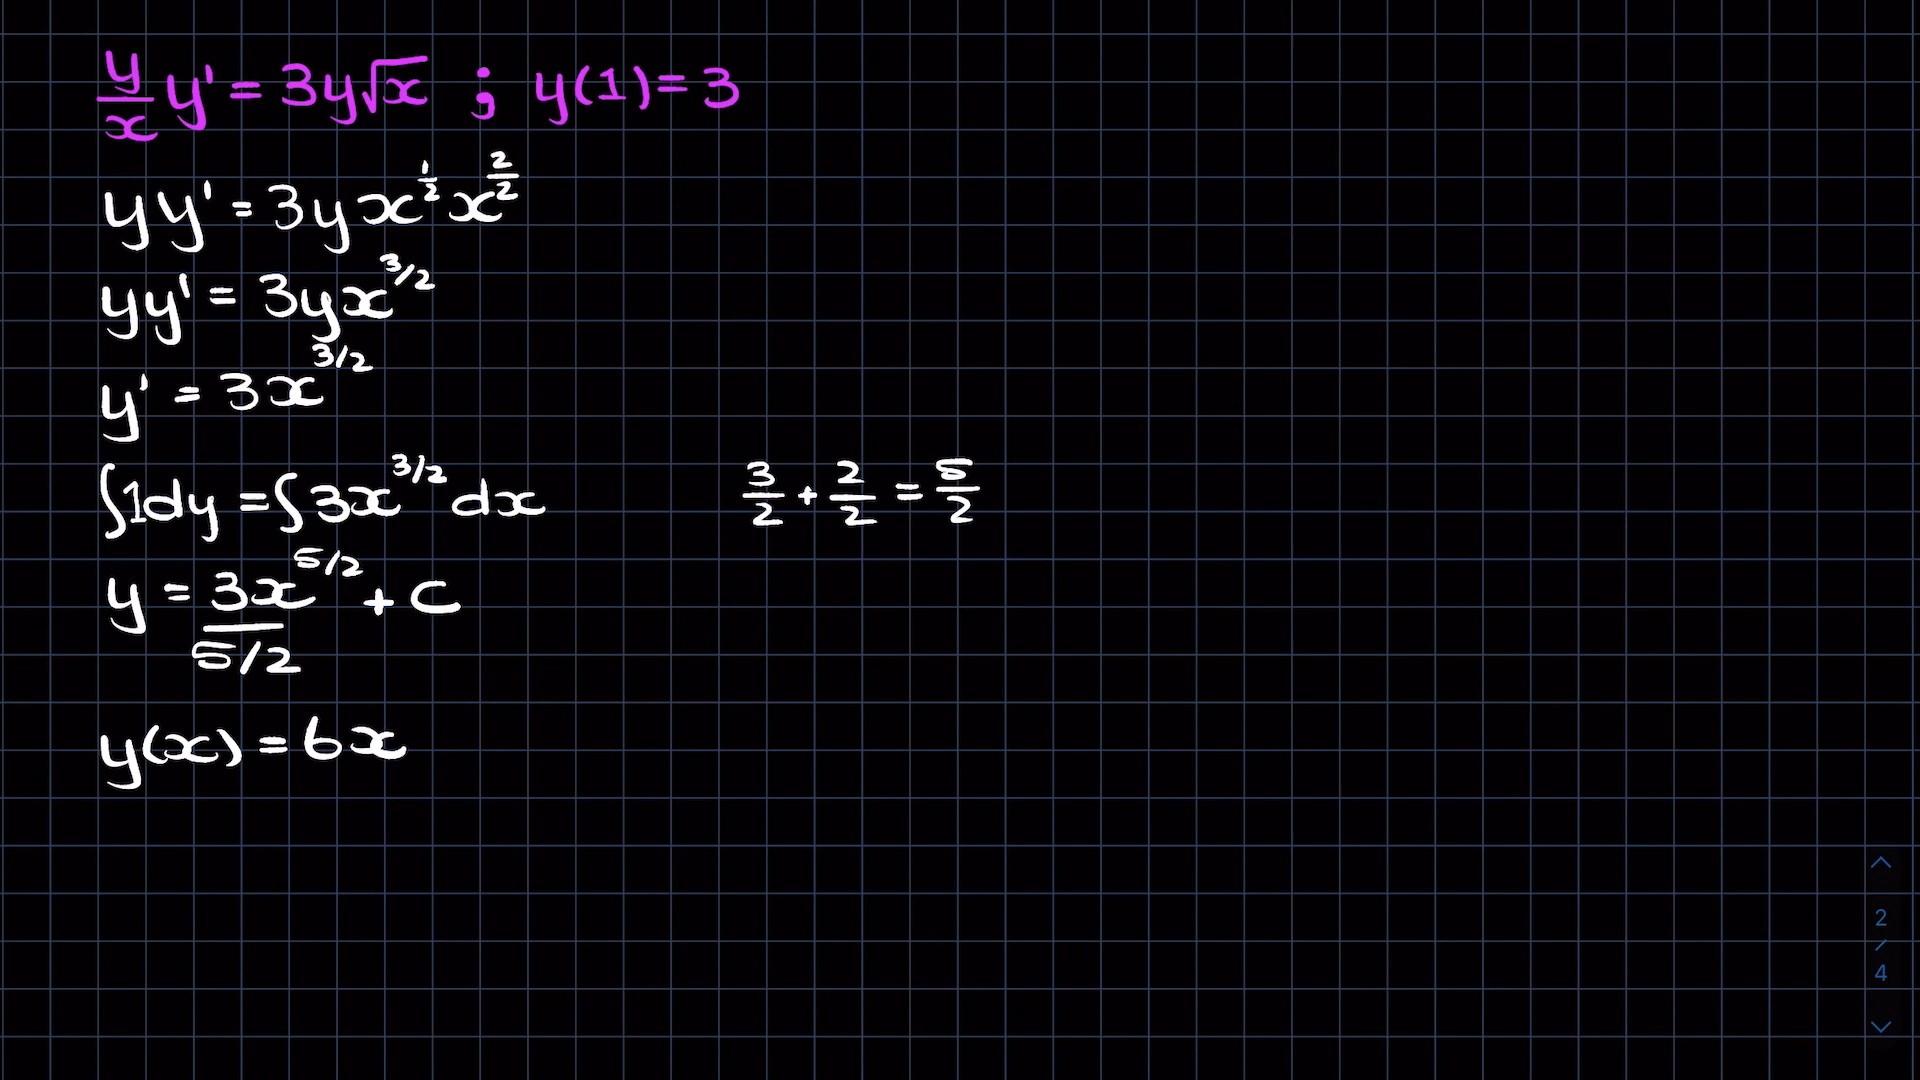 y/x y' = 3y√x ; y(1) = 3
yy' = 3yx^(1/2) x^(2/2)
yy' = 3yx^(3/2)
y' = 3x^(3/2)
∫1dy = ∫3x^(3/2) dx
3/2 + 2/2 = 5/2
y = 3x^(5/2)/(5/2) + C
y(x) = 6x
2
/
4